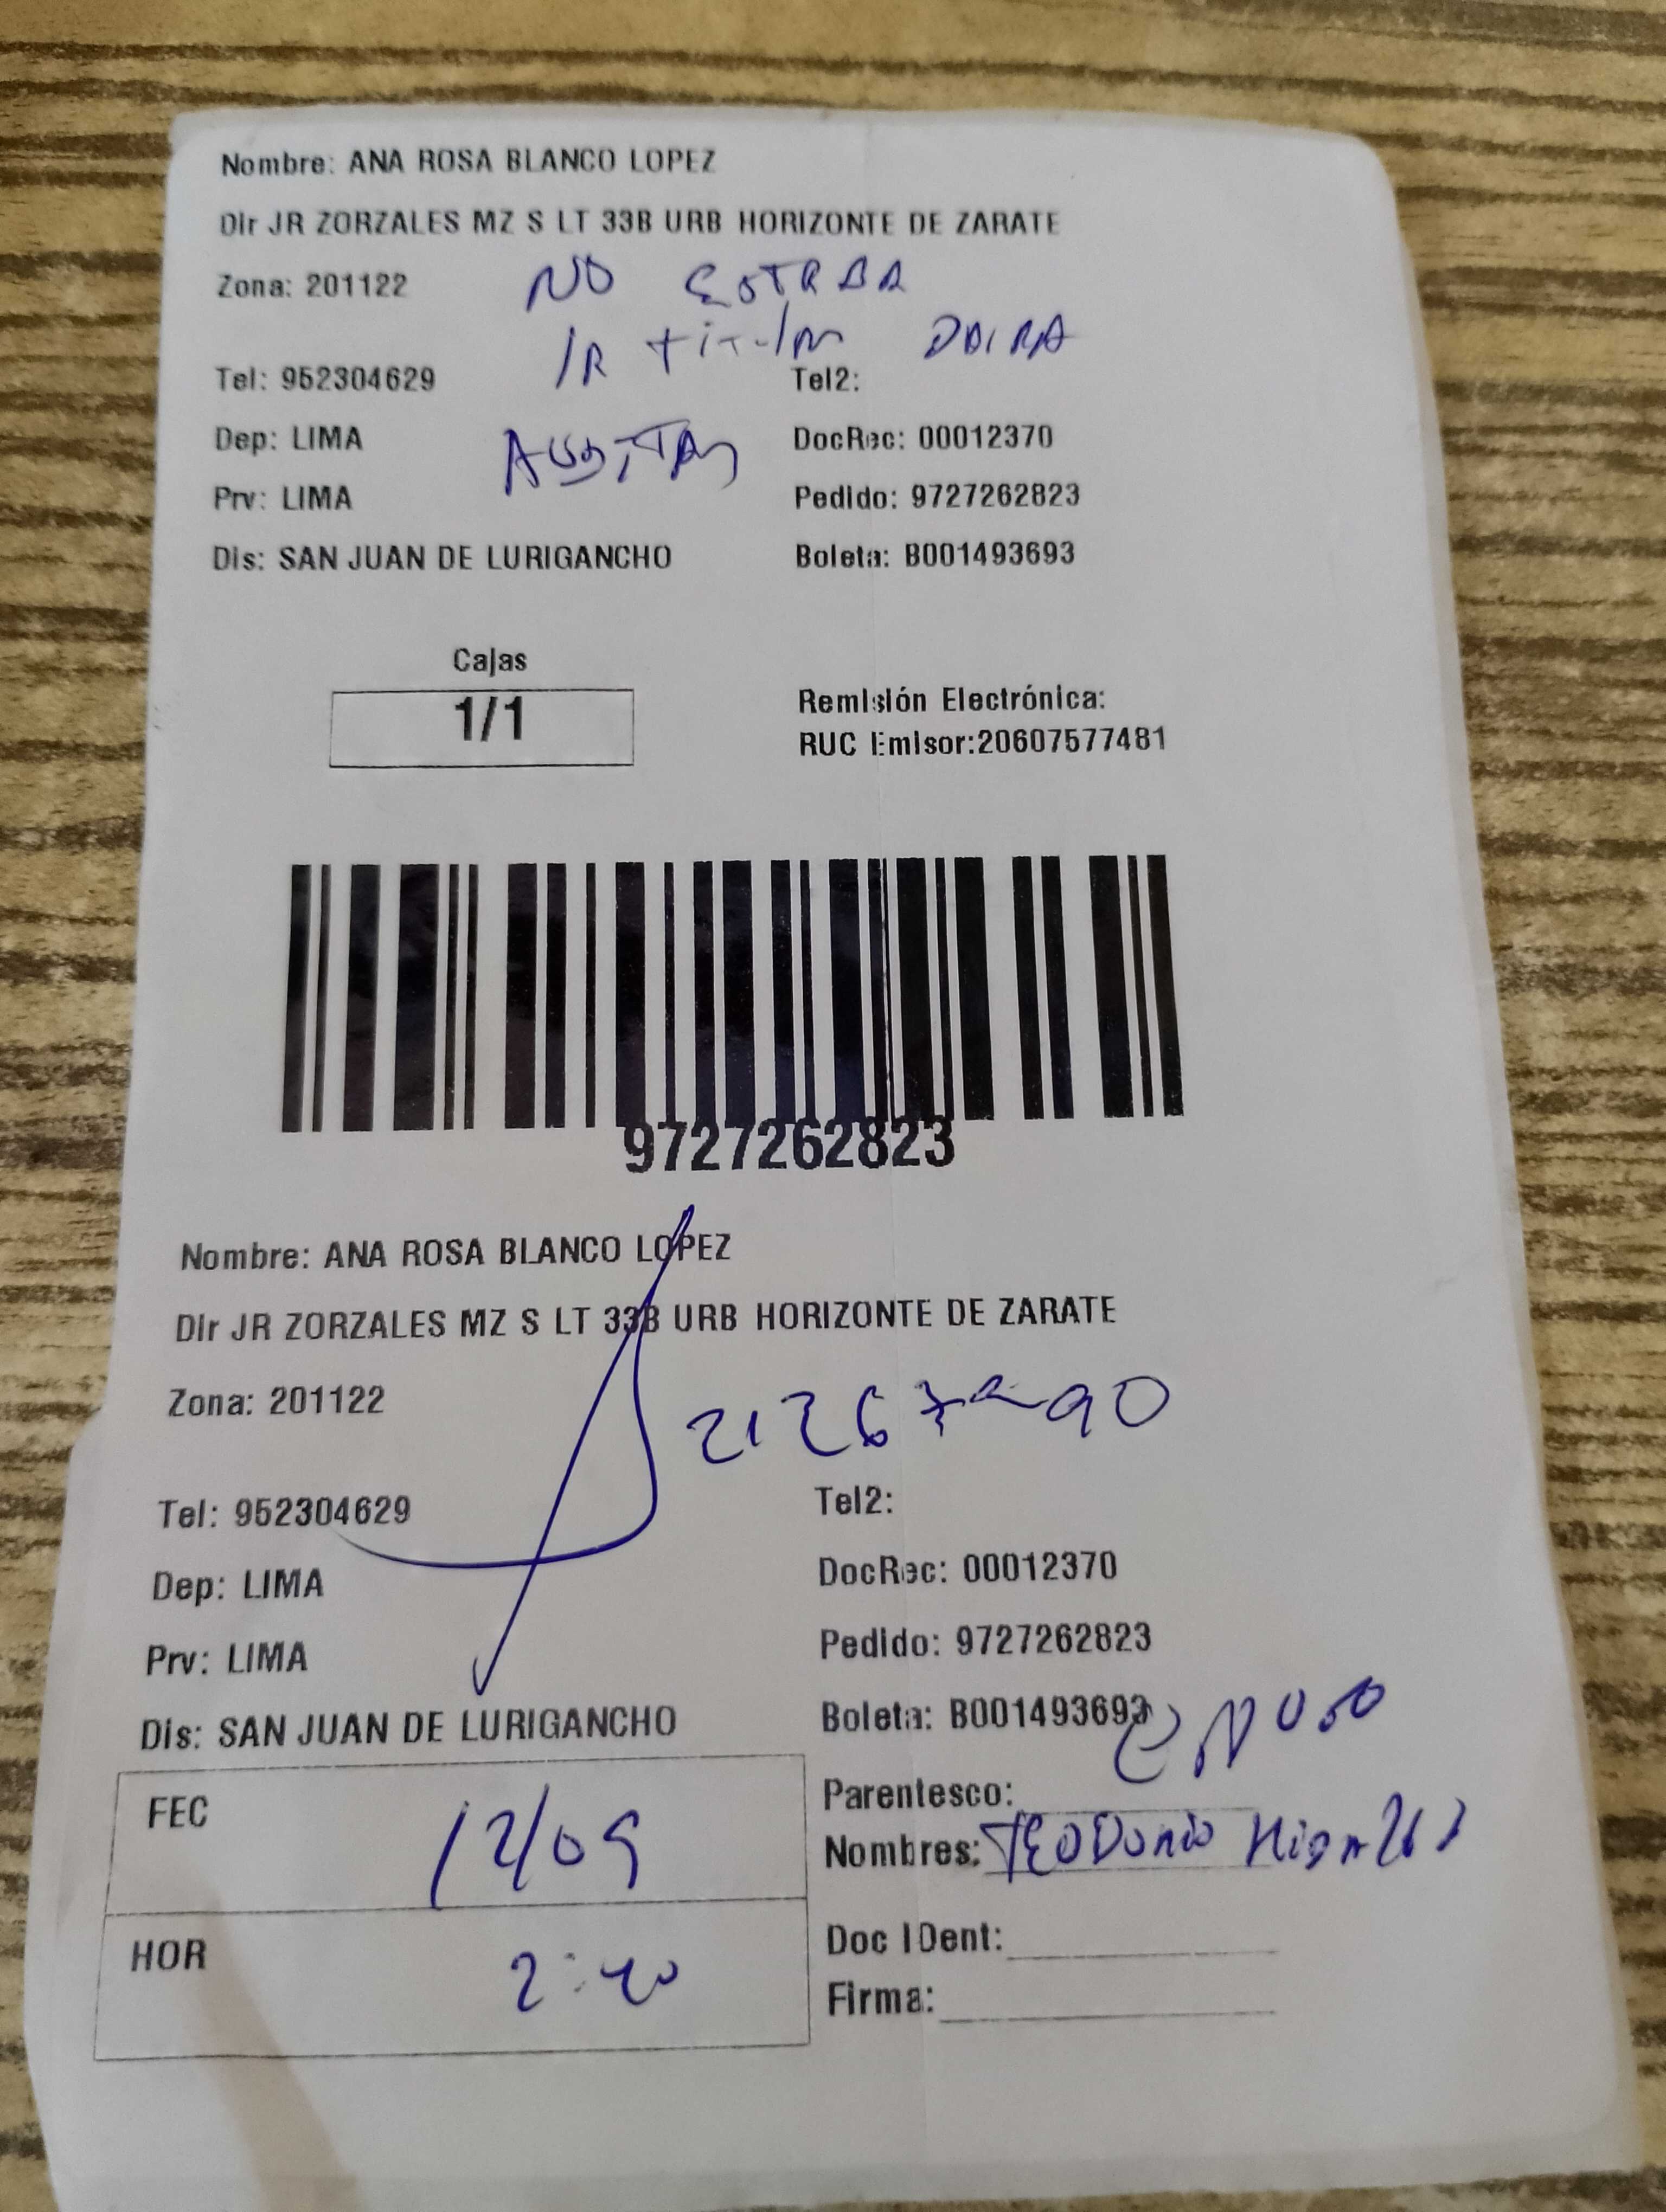 Nombre: ANA ROSA BLANCO LOPEZ
Dir JR ZORZALES MZ S LT 33B URB HORIZONTE DE ZARATE
Zona: 201122
NO ESTABA
Tel: 952304629
Tel2:
Dep: LIMA
DocRec: 00012370
Prv: LIMA
Pedido: 9727262823
Dis: SAN JUAN DE LURIGANCHO
Boleta: B001493693
Cajas
1/1
Remisión Electrónica:
RUC Emisor:20607577481
9727262823
Nombre: ANA ROSA BLANCO LOPEZ
Dir JR ZORZALES MZ S LT 33B URB HORIZONTE DE ZARATE
Zona: 201122
Tel: 952304629
Tel2:
Dep: LIMA
DocRec: 00012370
Prv: LIMA
Pedido: 9727262823
Dis: SAN JUAN DE LURIGANCHO
Boleta: B001493693
FEC 12/09
Parentesco:
Nombres:
HOR 2:40
Doc IDent:
Firma: